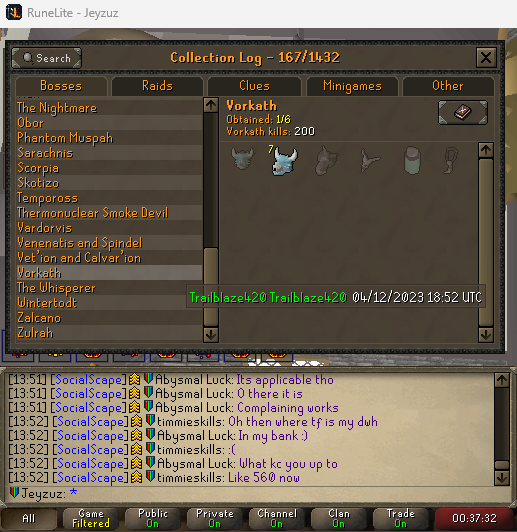 RuneLite - Jeyzuz
Search
Collection Log - 167/1432
Bosses
Raids
Clues
Minigames
Other
The Nightmare
Obor
Phantom Muspah
Sarachnis
Scorpia
Skotizo
Tempoross
Thermonuclear Smoke Devil
Vardorvis
Venenatis and Spindel
Vet'ion and Calvar'ion
Vorkath
The Whisperer
Wintertodt
Zalcano
Zulrah
Vorkath
Obtained: 1/6
Vorkath kills: 200
7
Trailblaze420 Trailblaze420 04/12/2023 18:52 UTC
[13:51] [SocialScape] Abysmal Luck: Its applicable tho
[13:51] [SocialScape] Abysmal Luck: O there it is
[13:51] [SocialScape] Abysmal Luck: Complaining works
[13:52] [SocialScape] timmieskills: Oh then where tf is my dwh
[13:52] [SocialScape] Abysmal Luck: In my bank :)
[13:52] [SocialScape] timmieskills: :(
[13:52] [SocialScape] Abysmal Luck: What kc you up to
[13:52] [SocialScape] timmieskills: Like 560 now
Jeyzuz: *
All
Game
Filtered
Public
On
Private
On
Channel
On
Clan
On
Trade
On
00:37:32